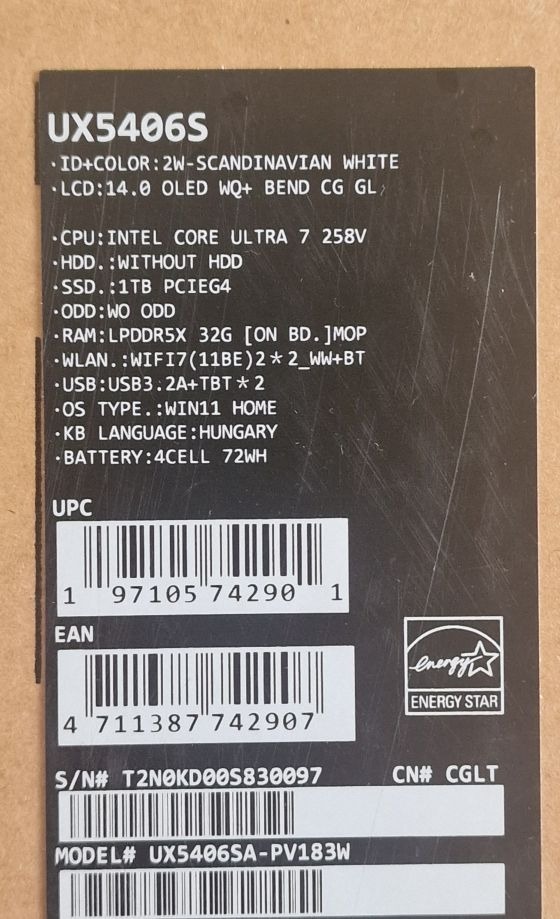 UX5406S
·ID+COLOR:2W-SCANDINAVIAN WHITE
·LCD:14.0 OLED WQ+ BEND CG GL,
·CPU:INTEL CORE ULTRA 7 258V
·HDD.:WITHOUT HDD
·SSD.:1TB PCIEG4
·ODD:WO ODD
·RAM:LPDDR5X 32G [ON BD.]MOP
·WLAN.:WIFI7(11BE)2*2_WW+BT
·USB:USB3.2A+TBT*2
·OS TYPE.:WIN11 HOME
·KB LANGUAGE:HUNGARY
·BATTERY:4CELL 72WH
UPC
1 97105 74290 1
EAN
4 711387 742907
energy
ENERGY STAR
S/N# T2N0KD00S830097 CN# CGLT
MODEL# UX5406SA-PV183W